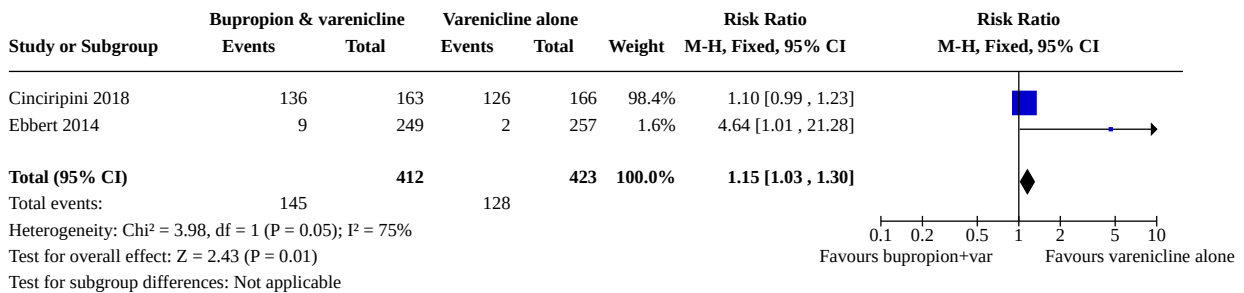 Bupropion & varenicline Varenicline alone Risk Ratio Risk Ratio
Study or Subgroup Events Total Events Total Weight M-H, Fixed, 95% CI M-H, Fixed, 95% CI
Cinciripini 2018 136 163 126 166 98.4% 1.10 [0.99 , 1.23]
Ebbert 2014 9 249 2 257 1.6% 4.64 [1.01 , 21.28]
Total (95% CI) 412 423 100.0% 1.15 [1.03 , 1.30]
Total events: 145 128
Heterogeneity: Chi² = 3.98, df = 1 (P = 0.05); I² = 75%
Test for overall effect: Z = 2.43 (P = 0.01)
Test for subgroup differences: Not applicable
0.1 0.2 0.5 1 2 5 10
Favours bupropion+var Favours varenicline alone